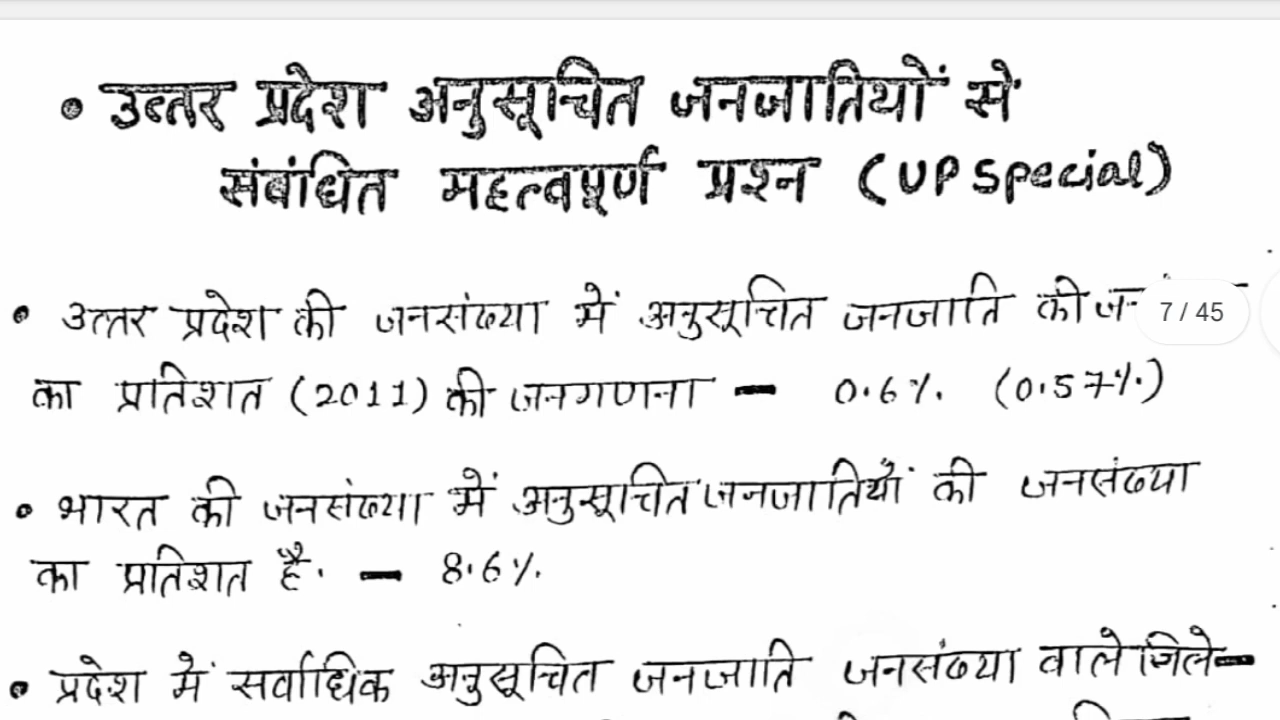 • उत्तर प्रदेश अनुसूचित जनजातियों से
संबंधित महत्वपूर्ण प्रश्न (UP Special)
• उत्तर प्रदेश की जनसंख्या में अनुसूचित जनजाति की
7 / 45
का प्रतिशत (2011) की जनगणना – 0.6%. (0.57%.)
• भारत की जनसंख्या में अनुसूचित जनजातियों की जनसंख्या
का प्रतिशत है. – 8.6%.
• प्रदेश में सर्वाधिक अनुसूचित जनजाति जनसंख्या वाले जिले–